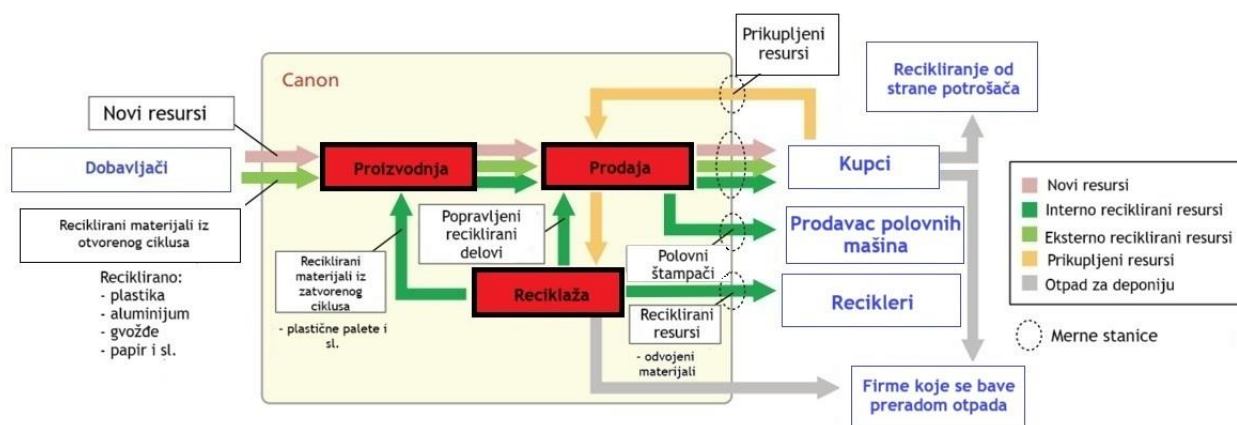 Prikupljeni
resursi
Recikliranje od
strane potrošača
Canon
Novi resursi
Dobavljači
Proizvodnja
Prodaja
Kupci
Novi resursi
Interno reciklirani resursi
Eksterno reciklirani resursi
Prikupljeni resursi
Otpad za deponiju
Merne stanice
Reciklirani materijali iz
otvorenog ciklusa
Reciklirano:
- plastika
- aluminijum
- gvožđe
- papir i sl.
Popravljeni
reciklirani
delovi
Reciklirani
materijali iz
zatvorenog
ciklusa
- plastične palete i
sl.
Reciklaža
Polovni
štampači
Prodavac polovnih
mašina
Reciklirani
resursi
- odvojeni
materijali
Recikleri
Firme koje se bave
preradom otpada